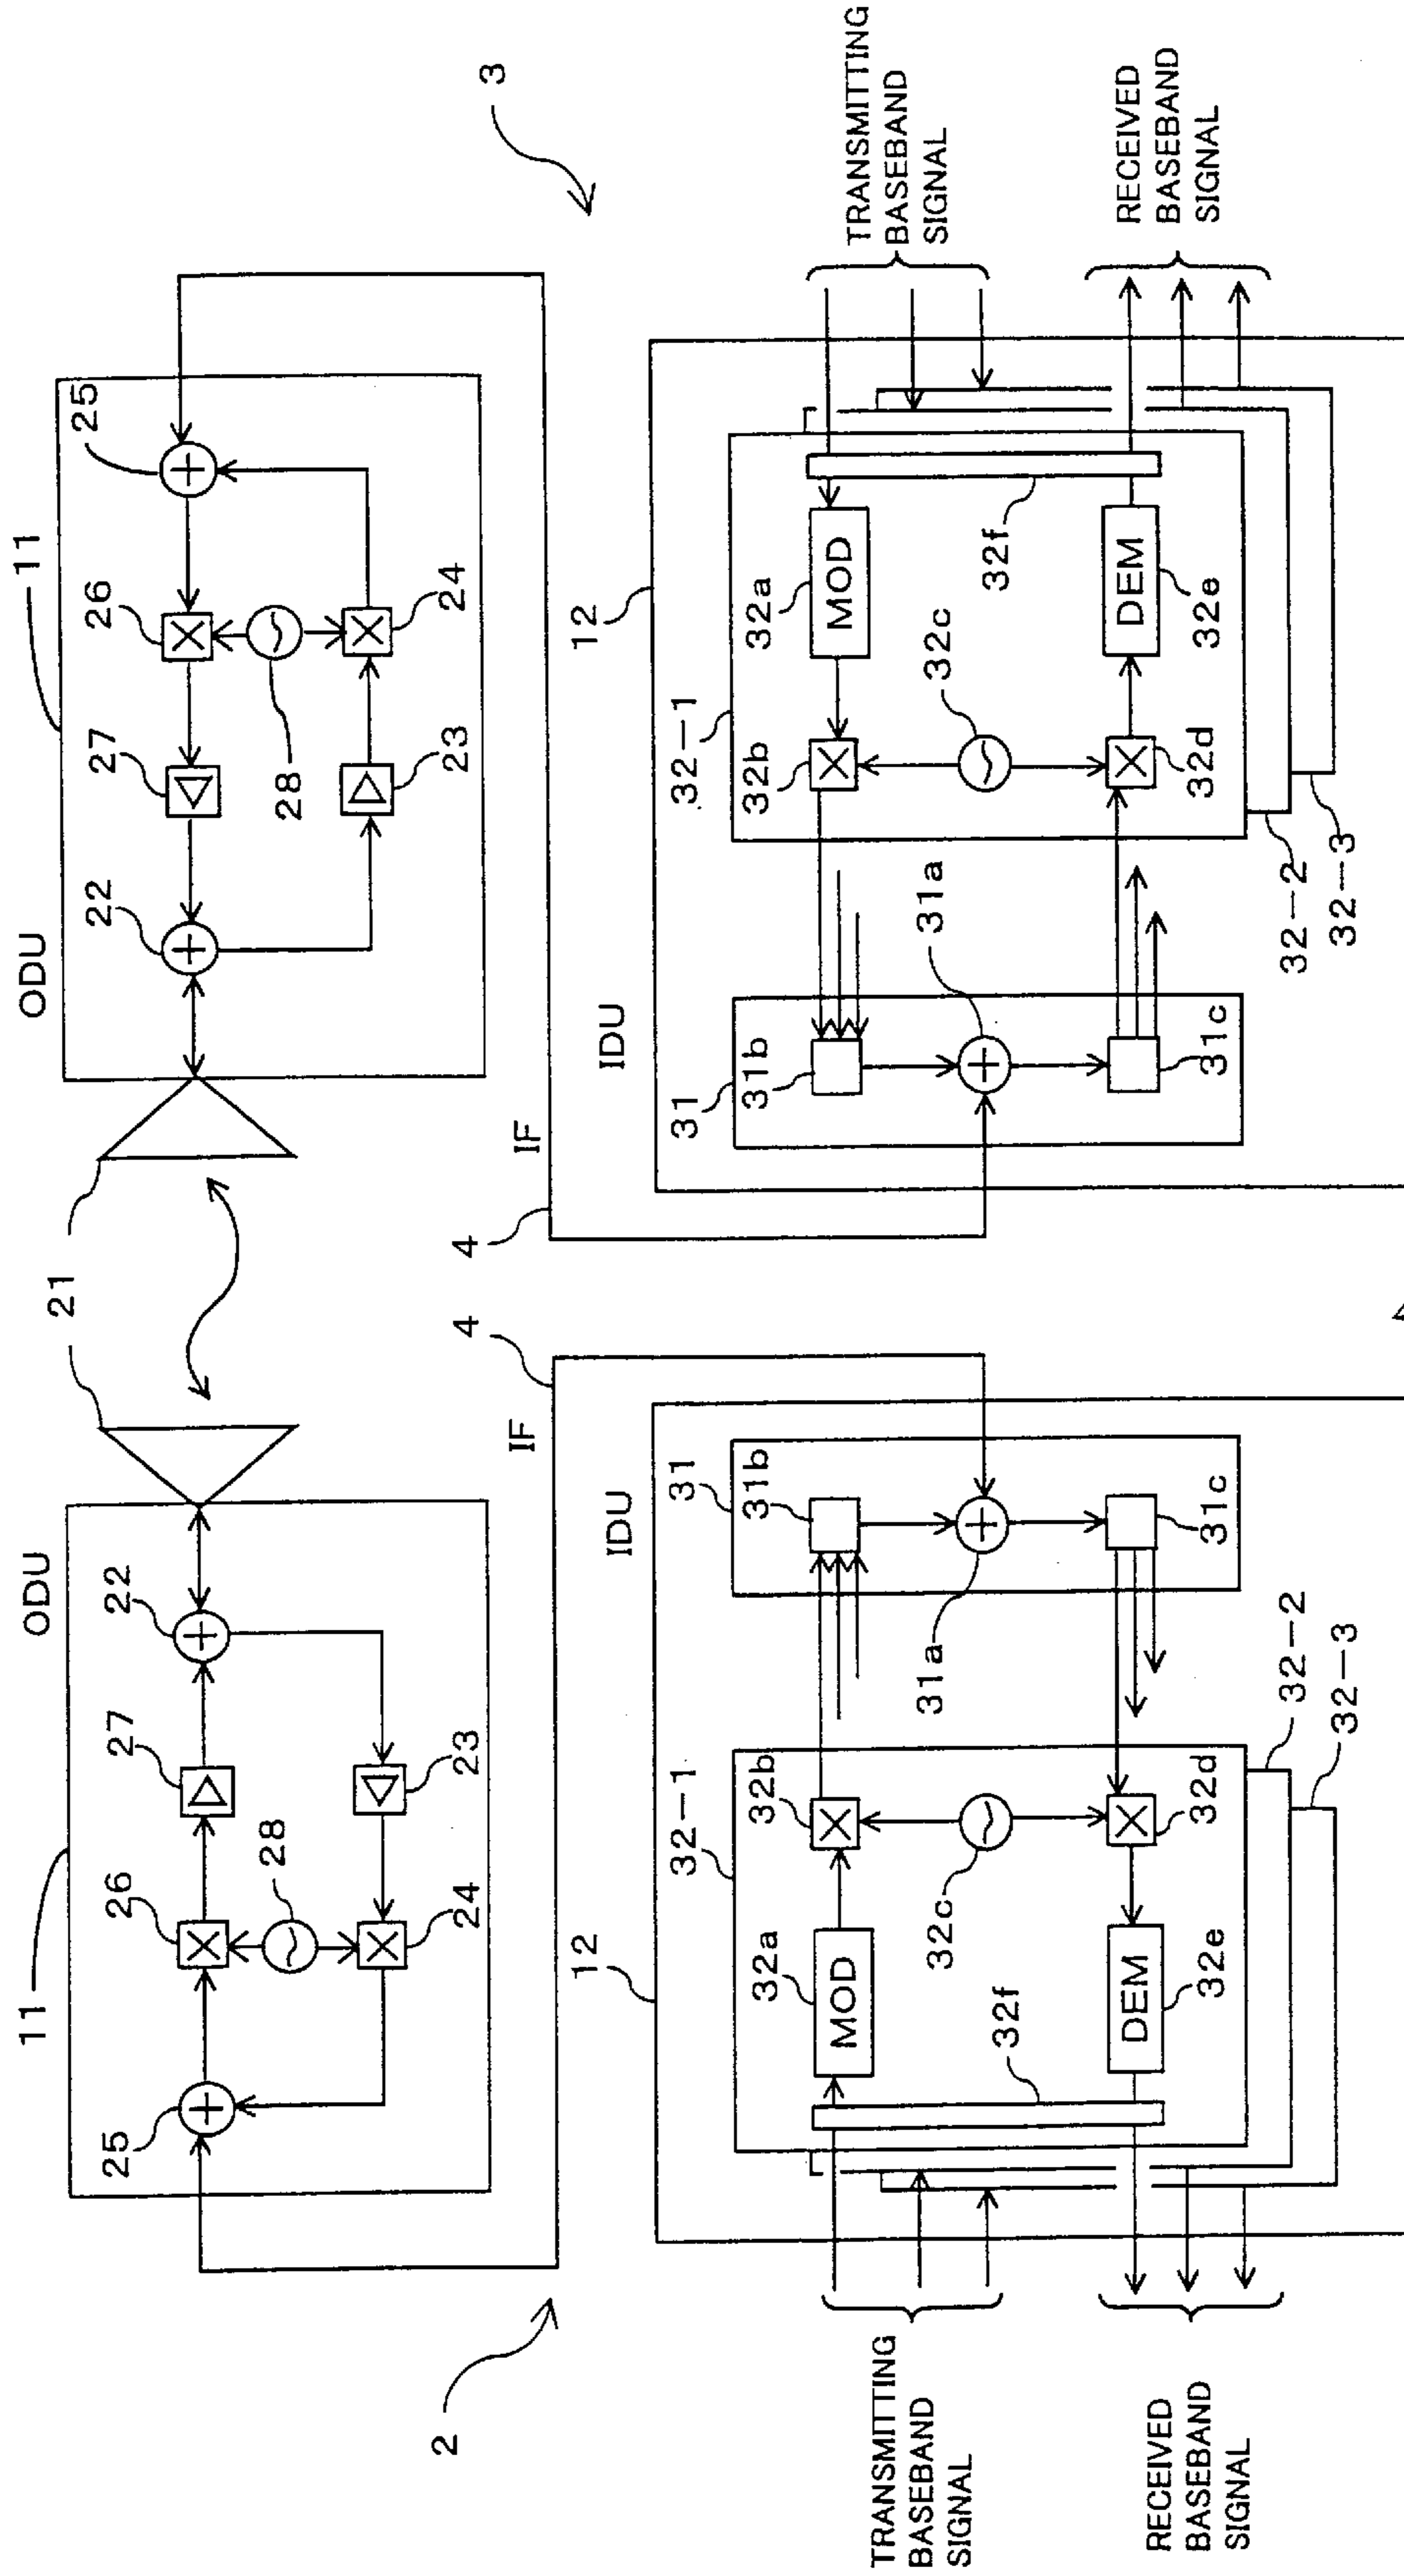 ODU
11
25
26
27
22
28
24
23
21
ODU
11
22
27
26
25
28
23
24
2
3
IF
4
4
IF
IDU
12
32-1
32a
MOD
32b
32c
32d
32e
DEM
32f
32-2
32-3
31
31b
31a
31c
TRANSMITTING
BASEBAND
SIGNAL
RECEIVED
BASEBAND
SIGNAL
IDU
12
31
31b
31a
31c
32-1
32b
32a
MOD
32c
32d
32e
DEM
32f
32-2
32-3
TRANSMITTING
BASEBAND
SIGNAL
RECEIVED
BASEBAND
SIGNAL